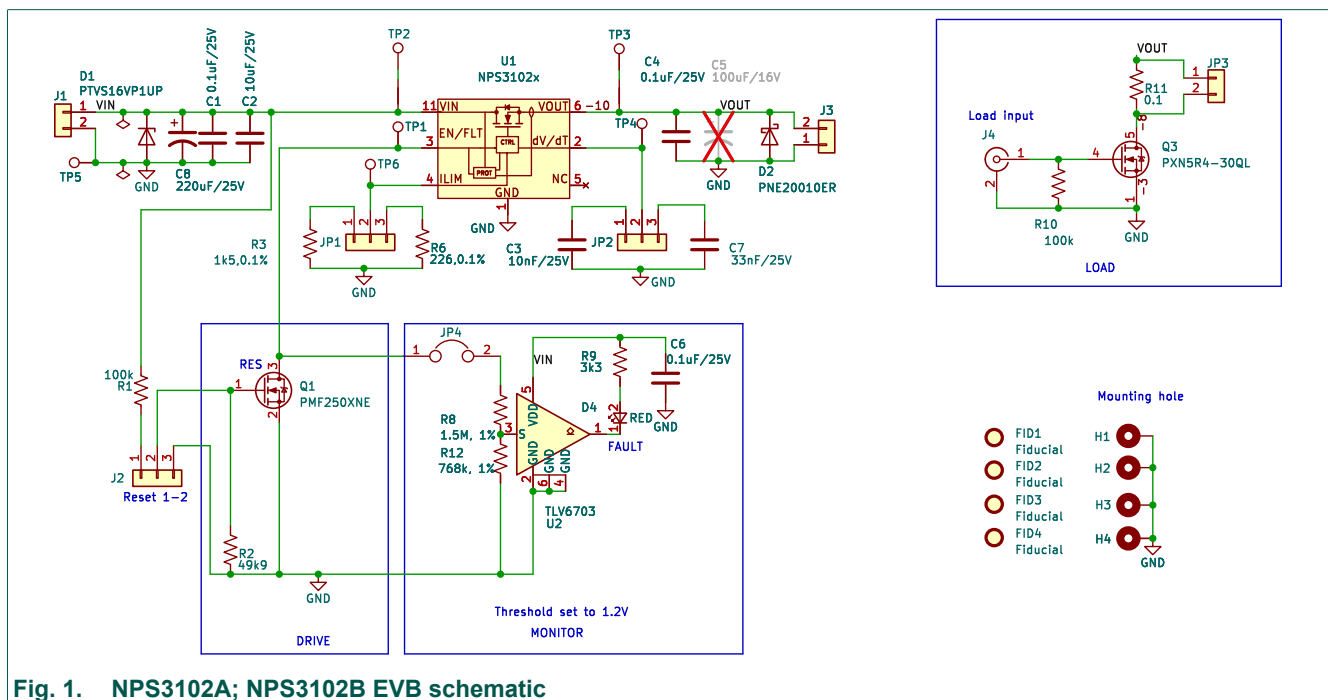 D1
PTVS16VP1UP
J1
1
VIN
2
TP5
GND
C8
220uF/25V
0.1uF/25V
C1
10uF/25V
C2
TP2
U1
NPS3102x
11
VIN
VOUT
6
-10
TP1
EN/FLT
3
CTRL
dV/dT
2
PROT
4
ILIM
NC
5
GND
1
GND
TP6
TP3
TP4
C4
0.1uF/25V
C5
100uF/16V
VOUT
GND
D2
PNE20010ER
J3
2
1
R3
1k5,0.1%
JP1
1
2
3
R6
226,0.1%
GND
C3
10nF/25V
JP2
1
2
3
C7
33nF/25V
GND
100k
R1
J2
1
2
3
Reset 1-2
RES
3
1
2
Q1
PMF250XNE
R2
49k9
GND
DRIVE
JP4
1
2
R8
1.5M, 1%
R12
768k, 1%
VIN
5
VDD
3
S
1
GND
GND
GND
2
6
4
TLV6703
U2
R9
3k3
D4
2
1
RED
FAULT
C6
0.1uF/25V
GND
Threshold set to 1.2V
MONITOR
Load input
J4
1
2
R10
100k
VOUT
R11
0.1
1
2
JP3
-8
5
4
Q3
PXN5R4-30QL
-3
1
GND
LOAD
Mounting hole
FID1
Fiducial
FID2
Fiducial
FID3
Fiducial
FID4
Fiducial
H1
H2
H3
H4
GND
Fig. 1. NPS3102A; NPS3102B EVB schematic